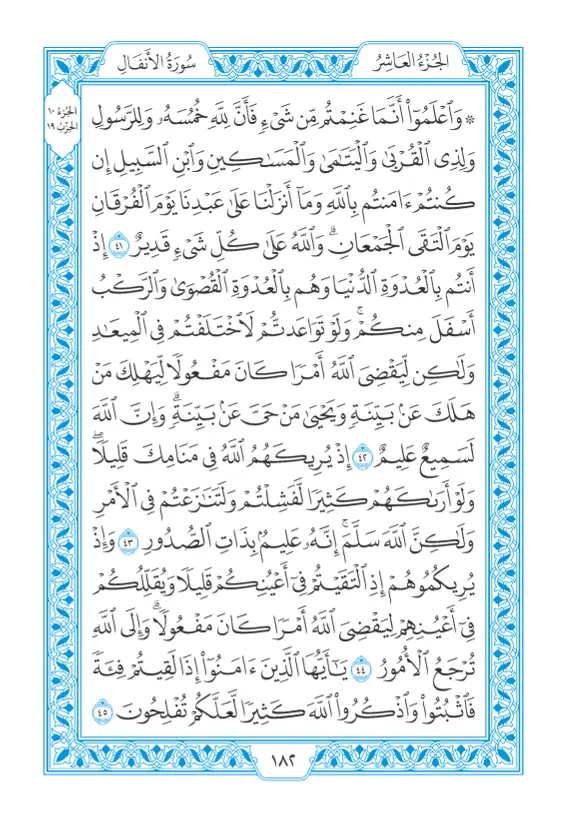 الجُزْءُ العَاشِرُ
سُورَةُ الأَنفَالِ
الجُزْءُ ١٠
الحِزْبُ ١٩
۞ وَٱعْلَمُوٓا۟ أَنَّمَا غَنِمْتُم مِّن شَىْءٍ فَأَنَّ لِلَّهِ خُمُسَهُۥ وَلِلرَّسُولِ
وَلِذِى ٱلْقُرْبَىٰ وَٱلْيَتَٰمَىٰ وَٱلْمَسَٰكِينِ وَٱبْنِ ٱلسَّبِيلِ إِن
كُنتُمْ ءَامَنتُم بِٱللَّهِ وَمَآ أَنزَلْنَا عَلَىٰ عَبْدِنَا يَوْمَ ٱلْفُرْقَانِ
يَوْمَ ٱلْتَقَى ٱلْجَمْعَانِ ۗ وَٱللَّهُ عَلَىٰ كُلِّ شَىْءٍ قَدِيرٌ ٤١ إِذْ
أَنتُم بِٱلْعُدْوَةِ ٱلدُّنْيَا وَهُم بِٱلْعُدْوَةِ ٱلْقُصْوَىٰ وَٱلرَّكْبُ
أَسْفَلَ مِنكُمْ ۚ وَلَوْ تَوَاعَدتُّمْ لَٱخْتَلَفْتُمْ فِى ٱلْمِيعَٰدِ
وَلَٰكِن لِّيَقْضِىَ ٱللَّهُ أَمْرًا كَانَ مَفْعُولًا لِّيَهْلِكَ مَنْ
هَلَكَ عَنۢ بَيِّنَةٍ وَيَحْيَىٰ مَنْ حَىَّ عَنۢ بَيِّنَةٍ ۗ وَإِنَّ ٱللَّهَ
لَسَمِيعٌ عَلِيمٌ ٤٢ إِذْ يُرِيكَهُمُ ٱللَّهُ فِى مَنَامِكَ قَلِيلًا ۖ
وَلَوْ أَرَىٰكَهُمْ كَثِيرًا لَّفَشِلْتُمْ وَلَتَنَٰزَعْتُمْ فِى ٱلْأَمْرِ
وَلَٰكِنَّ ٱللَّهَ سَلَّمَ ۗ إِنَّهُۥ عَلِيمٌۢ بِذَاتِ ٱلصُّدُورِ ٤٣ وَإِذْ
يُرِيكُمُوهُمْ إِذِ ٱلْتَقَيْتُمْ فِىٓ أَعْيُنِكُمْ قَلِيلًا وَيُقَلِّلُكُمْ
فِىٓ أَعْيُنِهِمْ لِيَقْضِىَ ٱللَّهُ أَمْرًا كَانَ مَفْعُولًا ۗ وَإِلَى ٱللَّهِ
تُرْجَعُ ٱلْأُمُورُ ٤٤ يَٰٓأَيُّهَا ٱلَّذِينَ ءَامَنُوٓا۟ إِذَا لَقِيتُمْ فِئَةً
فَٱثْبُتُوا۟ وَٱذْكُرُوا۟ ٱللَّهَ كَثِيرًا لَّعَلَّكُمْ تُفْلِحُونَ ٤٥
١٨٢